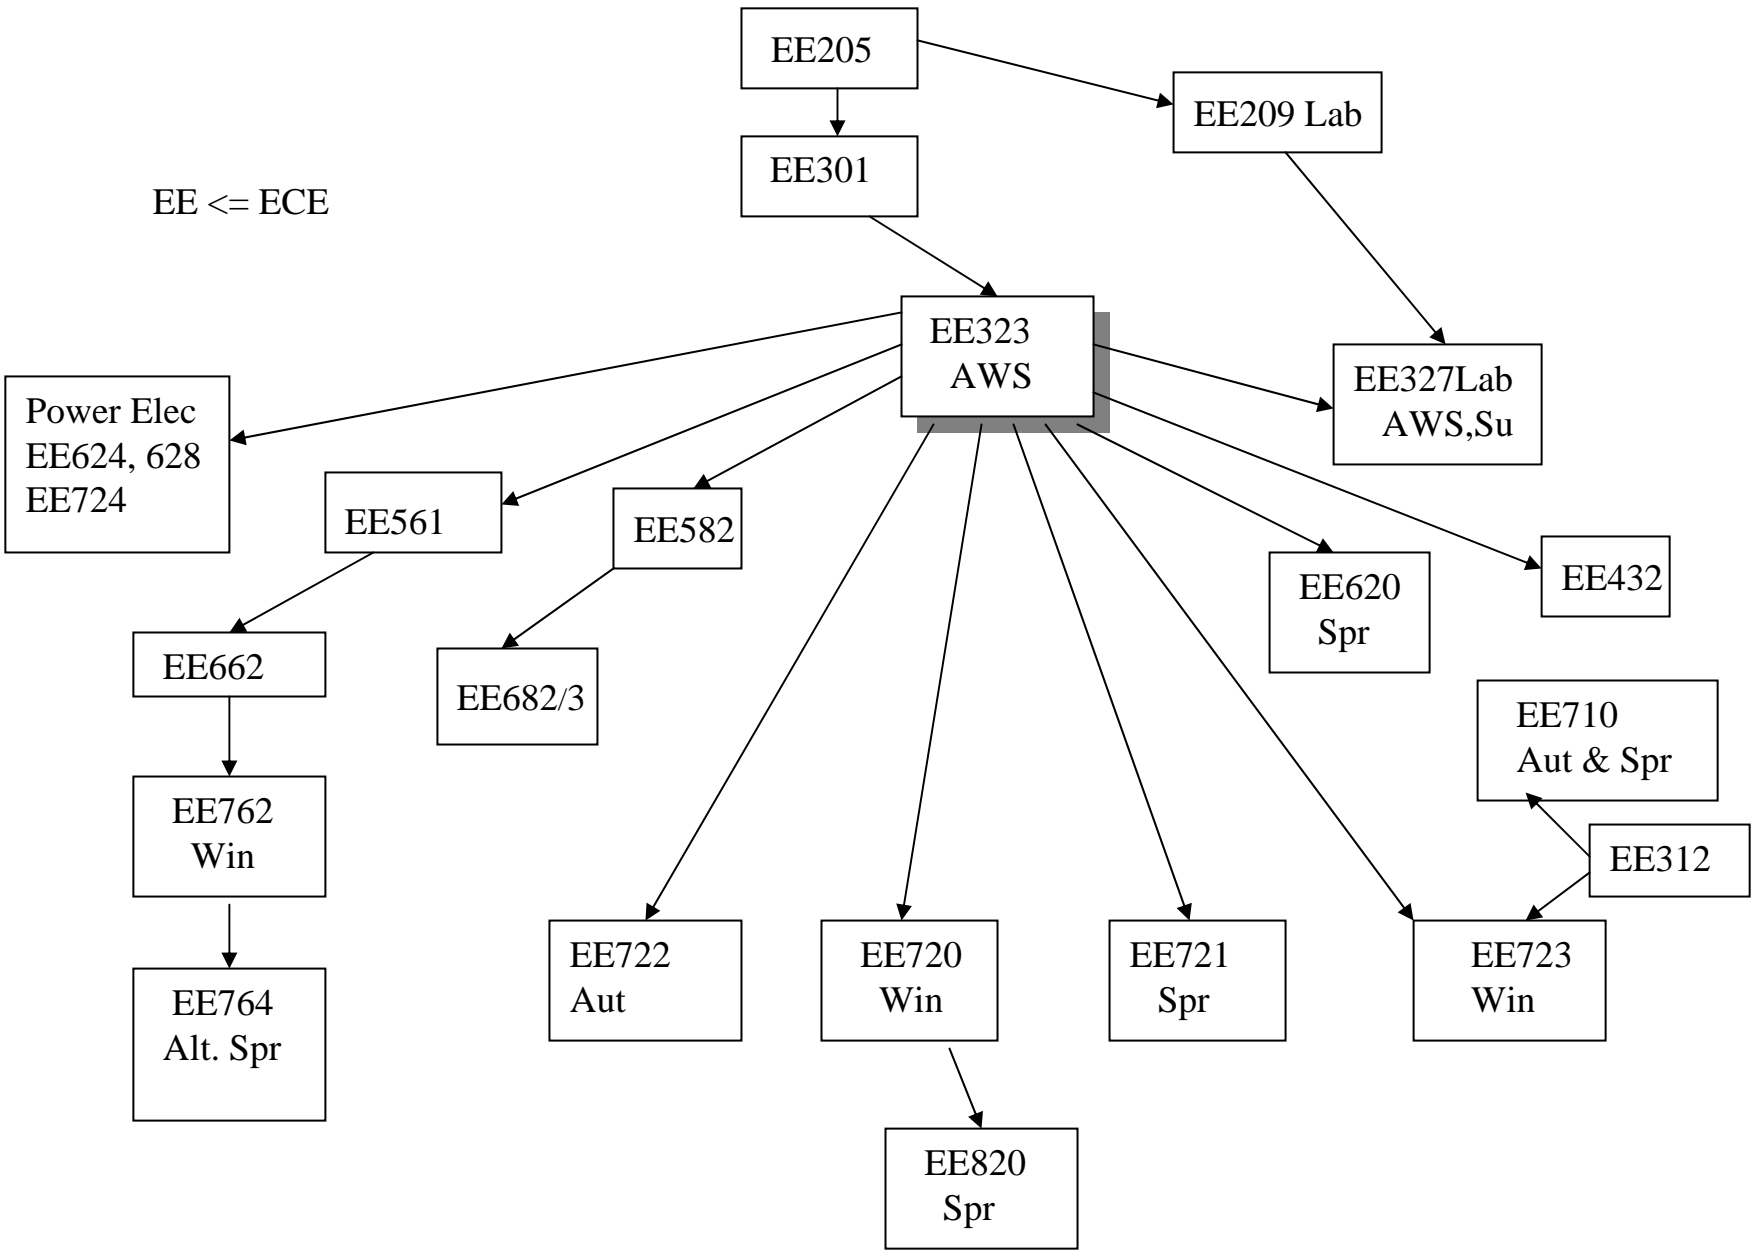 EE205
EE209 Lab
EE301
EE <= ECE
EE323
AWS
EE327Lab
AWS,Su
Power Elec
EE624, 628
EE724
EE561
EE582
EE620
Spr
EE432
EE662
EE682/3
EE710
Aut & Spr
EE762
Win
EE312
EE722
Aut
EE720
Win
EE721
Spr
EE723
Win
EE764
Alt. Spr
EE820
Spr